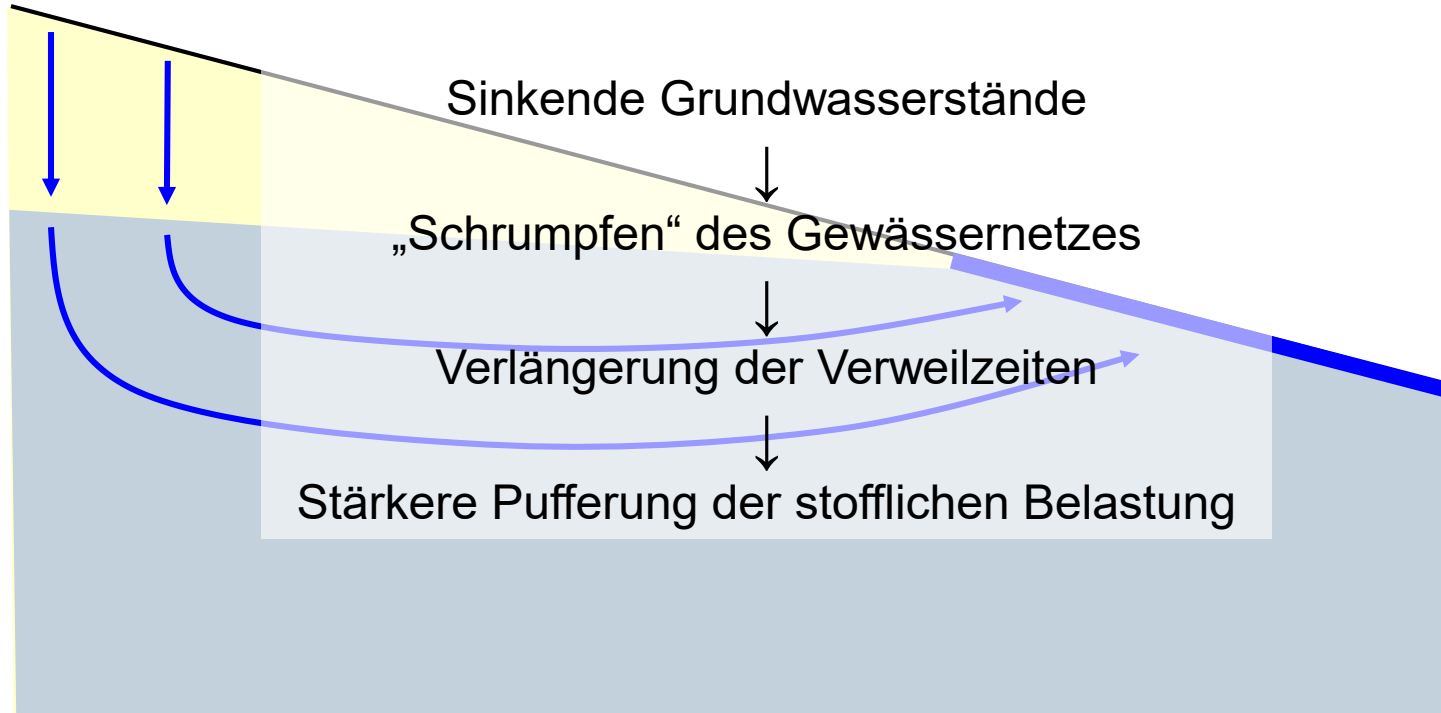 Sinkende Grundwasserstände
↓
„Schrumpfen“ des Gewässernetzes
↓
Verlängerung der Verweilzeiten
↓
Stärkere Pufferung der stofflichen Belastung